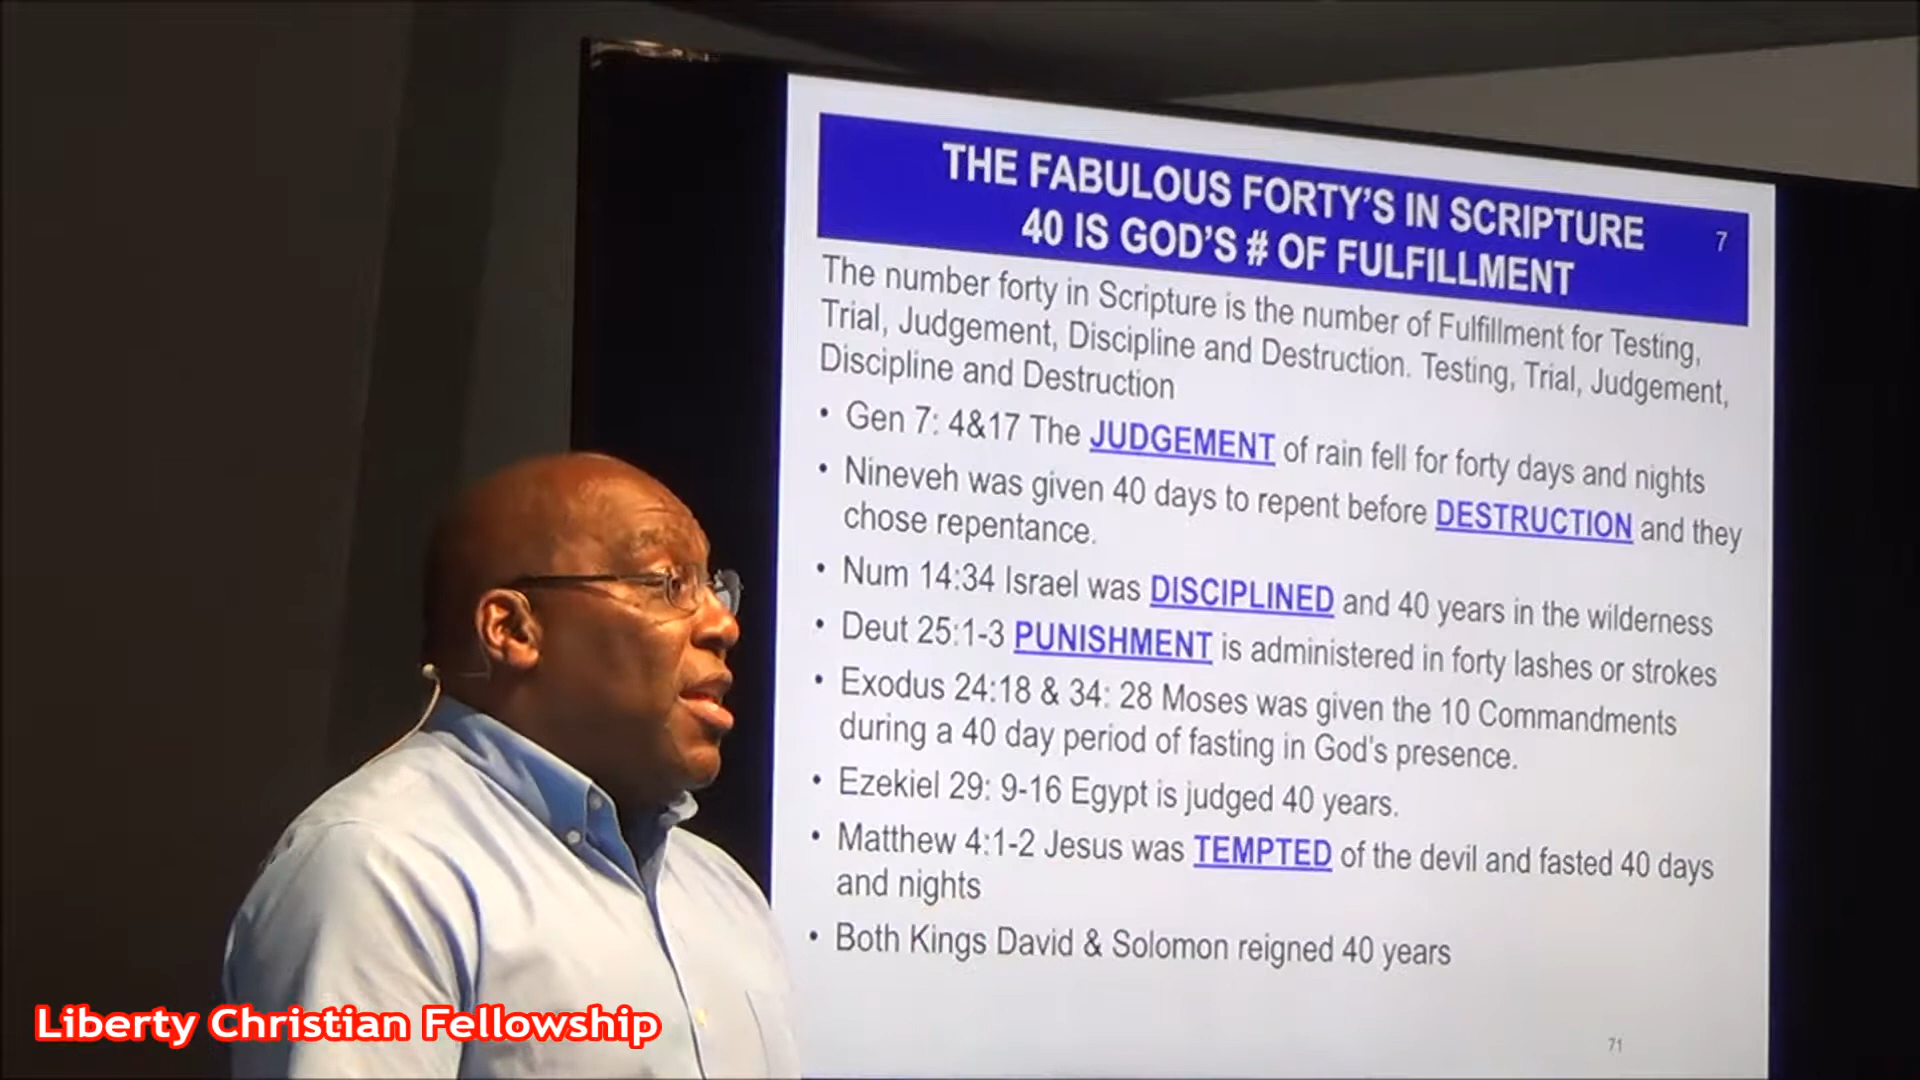 THE FABULOUS FORTY'S IN SCRIPTURE
40 IS GOD'S # OF FULFILLMENT
7
The number forty in Scripture is the number of Fulfillment for Testing,
Trial, Judgement, Discipline and Destruction. Testing, Trial, Judgement,
Discipline and Destruction
• Gen 7: 4&17 The JUDGEMENT of rain fell for forty days and nights
• Nineveh was given 40 days to repent before DESTRUCTION and they
chose repentance.
• Num 14:34 Israel was DISCIPLINED and 40 years in the wilderness
• Deut 25:1-3 PUNISHMENT is administered in forty lashes or strokes
• Exodus 24:18 & 34: 28 Moses was given the 10 Commandments
during a 40 day period of fasting in God's presence.
• Ezekiel 29: 9-16 Egypt is judged 40 years.
• Matthew 4:1-2 Jesus was TEMPTED of the devil and fasted 40 days
and nights
• Both Kings David & Solomon reigned 40 years
Liberty Christian Fellowship
71